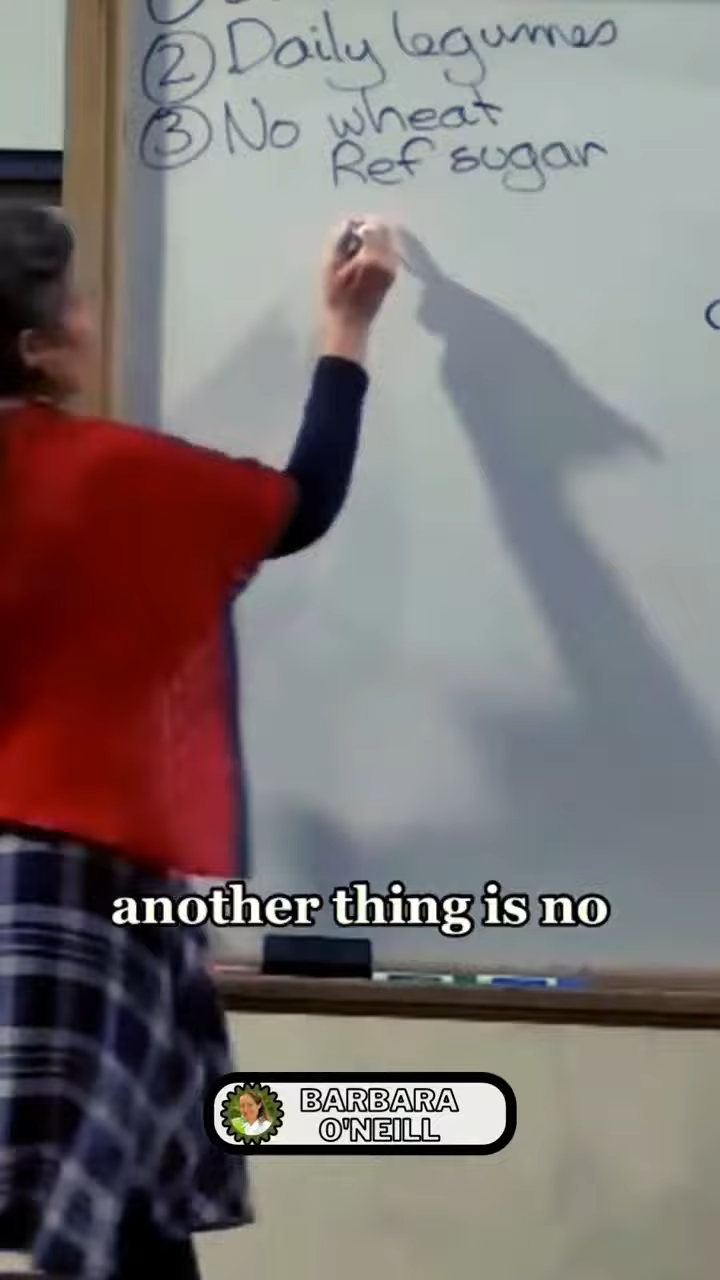 ② Daily legumes
③ No wheat
Ref sugar
another thing is no
BARBARA
O'NEILL